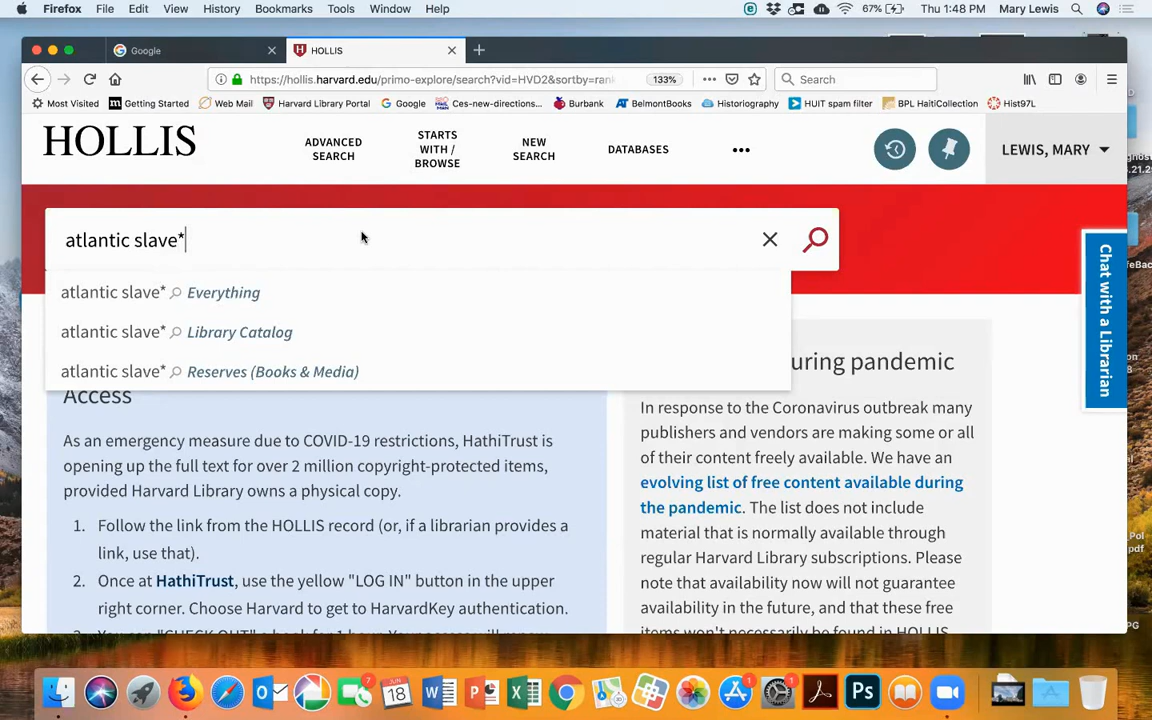 Firefox File Edit View History Bookmarks Tools Window Help 67% Thu 1:48 PM Mary Lewis
Google HOLLIS
https://hollis.harvard.edu/primo-explore/search?vid=HVD2&sortby=ran 133% Search
Most Visited Getting Started Web Mail Harvard Library Portal Google Ces-new-directions... Burbank BelmontBooks Historiography HUIT spam filter BPL HaitiCollection Hist97L
HOLLIS
ADVANCED SEARCH
STARTS WITH / BROWSE
NEW SEARCH
DATABASES
LEWIS, MARY
atlantic slave*
atlantic slave* Everything
atlantic slave* Library Catalog
atlantic slave* Reserves (Books & Media)
Access
As an emergency measure due to COVID-19 restrictions, HathiTrust is
opening up the full text for over 2 million copyright-protected items,
provided Harvard Library owns a physical copy.
1. Follow the link from the HOLLIS record (or, if a librarian provides a
link, use that).
2. Once at HathiTrust, use the yellow "LOG IN" button in the upper
right corner. Choose Harvard to get to HarvardKey authentication.
uring pandemic
In response to the Coronavirus outbreak many
publishers and vendors are making some or all
of their content freely available. We have an
evolving list of free content available during
the pandemic. The list does not include
material that is normally available through
regular Harvard Library subscriptions. Please
note that availability now will not guarantee
availability in the future, and that these free
items won't necessarily be found in HOLLIS
Chat with a Librarian
7
18
1
1